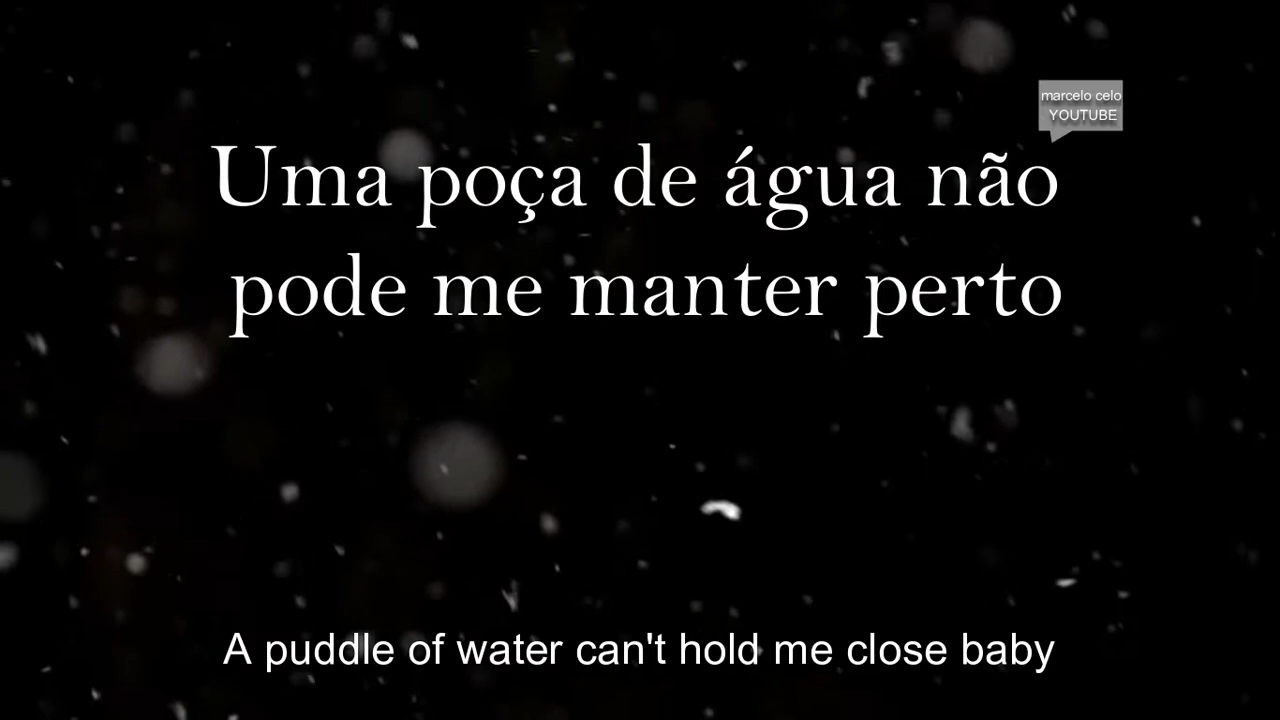 marcelo celo
YOUTUBE
Uma poça de água não
pode me manter perto
A puddle of water can't hold me close baby